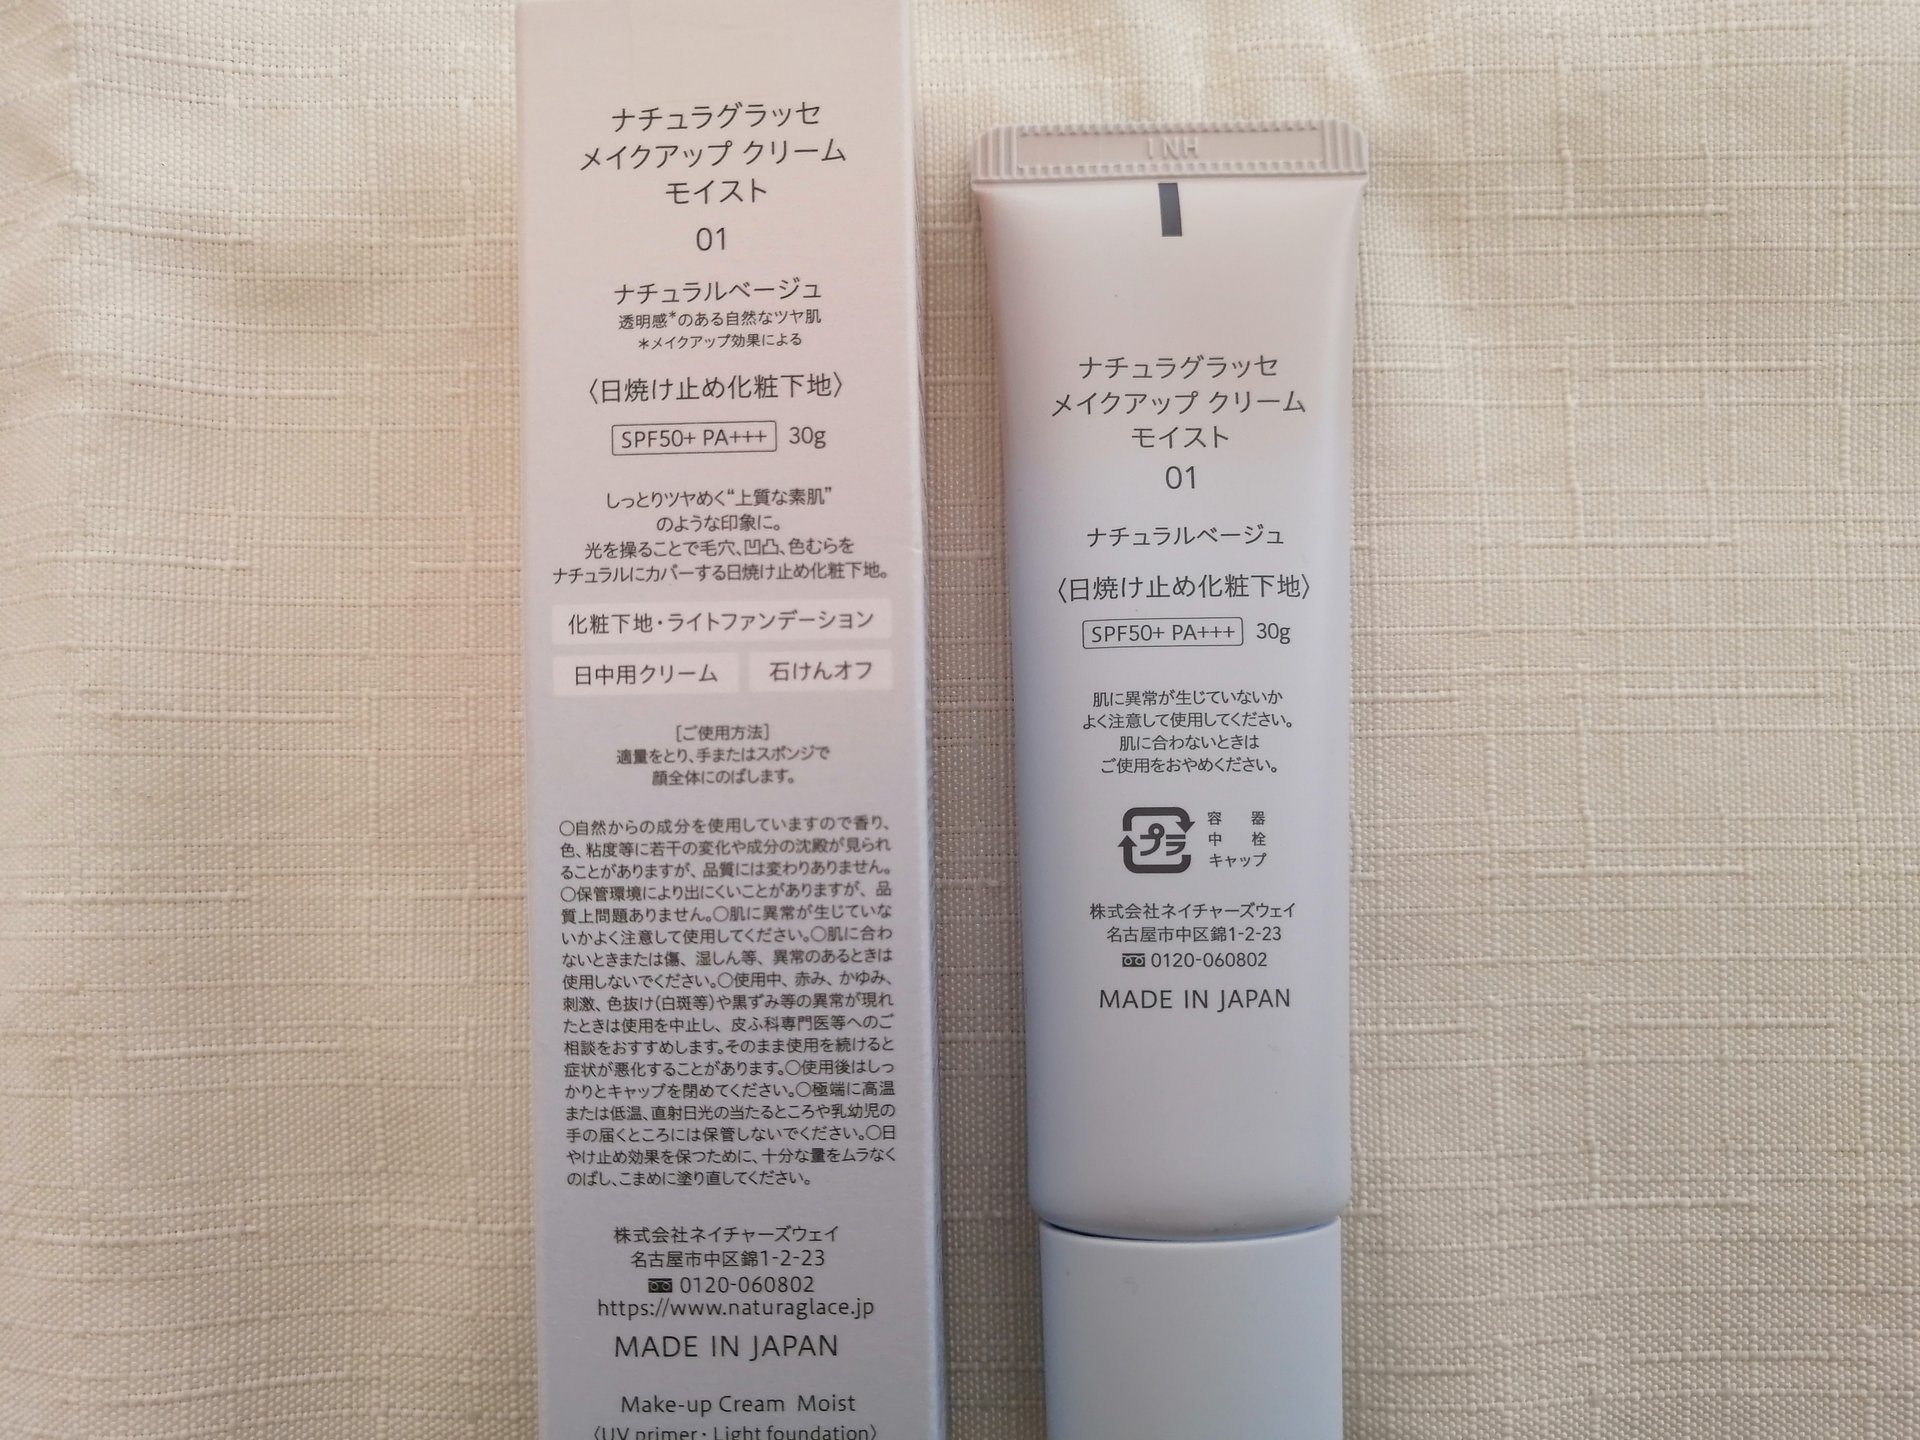 ナチュラグラッセ
メイクアップ クリーム
モイスト
01
ナチュラルベージュ
透明感*のある自然なツヤ肌
*メイクアップ効果による
〈日焼け止め化粧下地〉
SPF50+ PA+++ 30g
しっとりツヤめく“上質な素肌”
のような印象に。
光を操ることで毛穴、凹凸、色むらを
ナチュラルにカバーする日焼け止め化粧下地。
化粧下地・ライトファンデーション
日中用クリーム 石けんオフ
[ご使用方法]
適量をとり、手またはスポンジで
顔全体にのばします。
○自然からの成分を使用していますので香り、
色、粘度等に若干の変化や成分の沈殿が見られ
ることがありますが、品質には変わりありません。
○保管環境により出にくいことがありますが、品
質上問題ありません。○肌に異常が生じていな
いかよく注意して使用してください。○肌に合わ
ないときまたは傷、湿しん等、異常のあるときは
使用しないでください。○使用中、赤み、かゆみ、
刺激、色抜け(白斑等)や黒ずみ等の異常が現れ
たときは使用を中止し、皮ふ科専門医等へのご
相談をおすすめします。そのまま使用を続けると
症状が悪化することがあります。○使用後はしっ
かりとキャップを閉めてください。○極端に高温
または低温、直射日光の当たるところや乳幼児の
手の届くところには保管しないでください。○日
やけ止め効果を保つために、十分な量をムラなく
のばし、こまめに塗り直してください。
株式会社ネイチャーズウェイ
名古屋市中区錦1-2-23
0120-060802
https://www.naturaglace.jp
MADE IN JAPAN
Make-up Cream Moist
〈UV primer・Light foundation〉
1NH
ナチュラグラッセ
メイクアップ クリーム
モイスト
01
ナチュラルベージュ
〈日焼け止め化粧下地〉
SPF50+ PA+++ 30g
肌に異常が生じていないか
よく注意して使用してください。
肌に合わないときは
ご使用をおやめください。
プラ
容器
中栓
キャップ
株式会社ネイチャーズウェイ
名古屋市中区錦1-2-23
0120-060802
MADE IN JAPAN